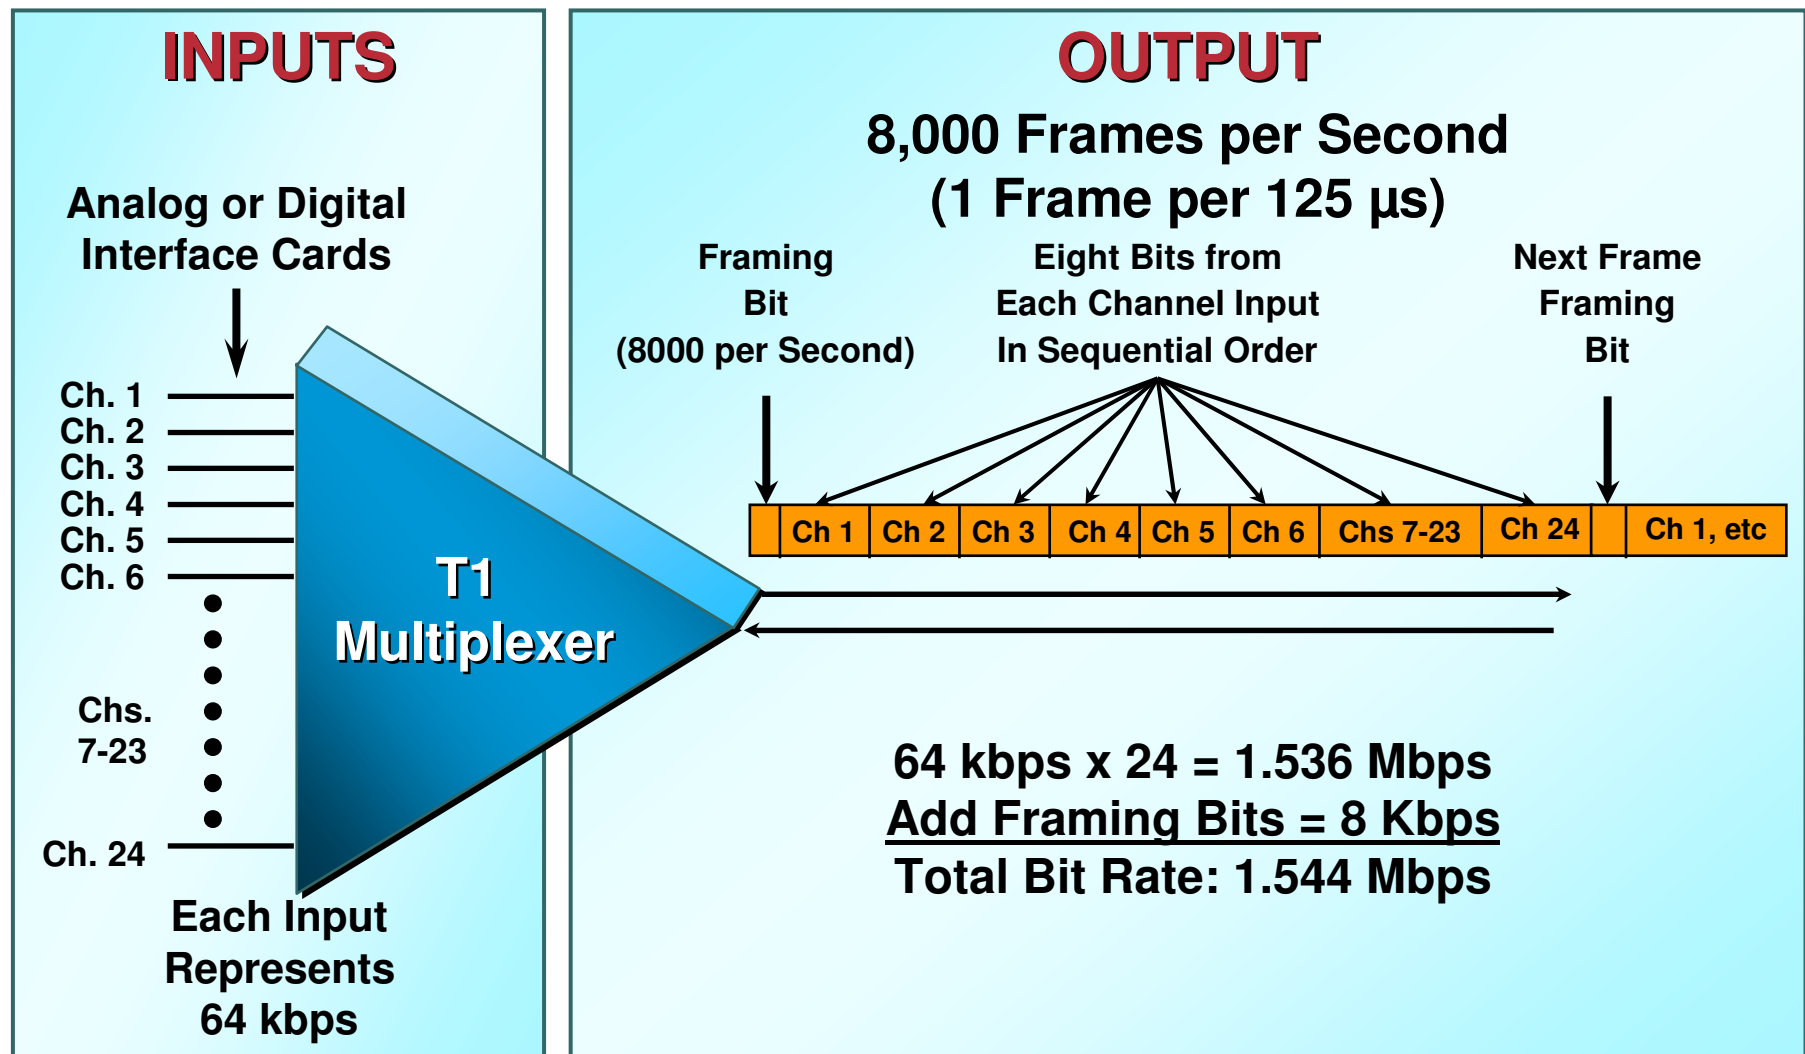 INPUTS
Analog or Digital
Interface Cards
Ch. 1
Ch. 2
Ch. 3
Ch. 4
Ch. 5
Ch. 6
Chs.
7-23
Ch. 24
T1
Multiplexer
Each Input
Represents
64 kbps
OUTPUT
8,000 Frames per Second
(1 Frame per 125 µs)
Framing
Bit
(8000 per Second)
Eight Bits from
Each Channel Input
In Sequential Order
Next Frame
Framing
Bit
Ch 1 Ch 2 Ch 3 Ch 4 Ch 5 Ch 6 Chs 7-23 Ch 24 Ch 1, etc
64 kbps x 24 = 1.536 Mbps
Add Framing Bits = 8 Kbps
Total Bit Rate: 1.544 Mbps